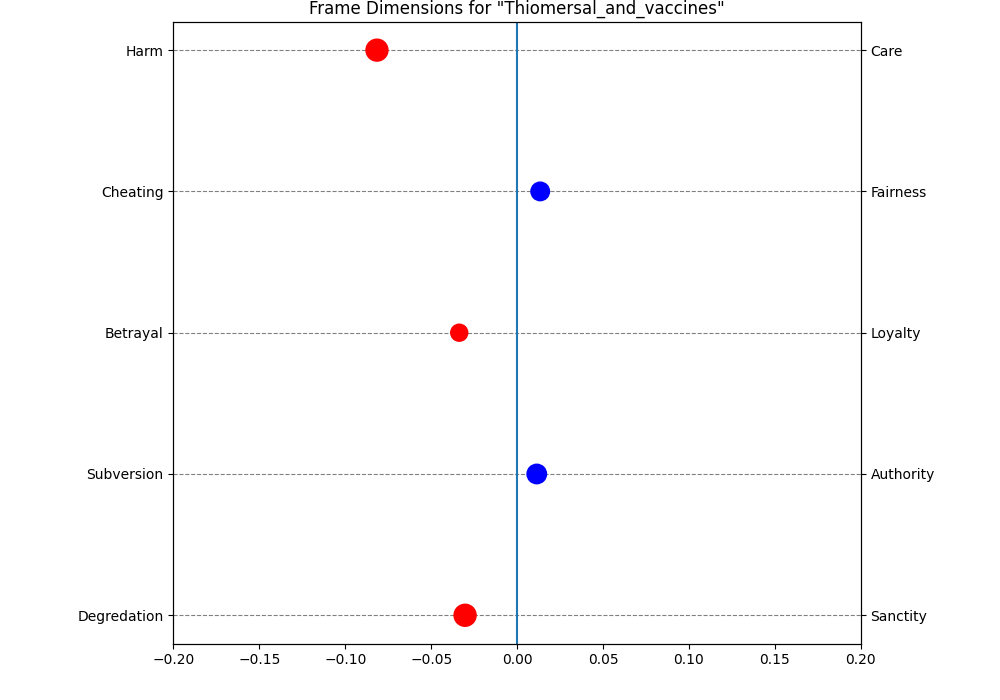 Frame Dimensions for "Thiomersal_and_vaccines"
Harm
Care
Cheating
Fairness
Betrayal
Loyalty
Subversion
Authority
Degredation
Sanctity
−0.20 −0.15 −0.10 −0.05 0.00 0.05 0.10 0.15 0.20